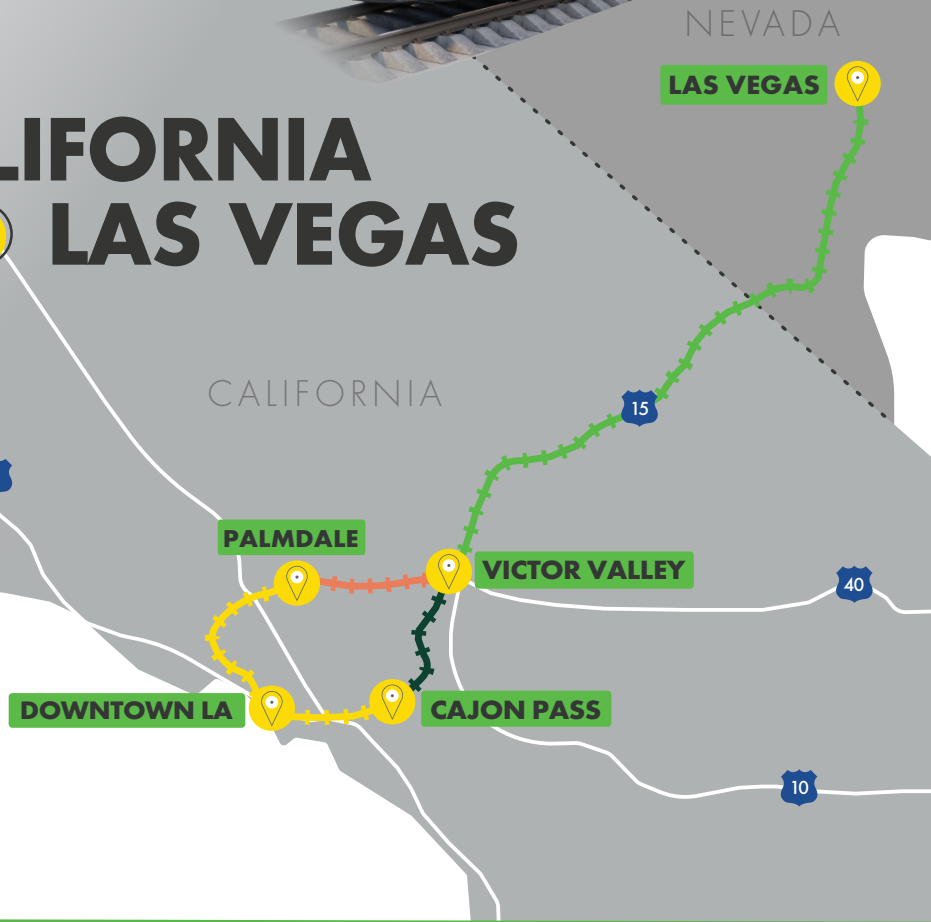 NEVADA
LAS VEGAS
LIFORNIA
LAS VEGAS
CALIFORNIA
15
PALMDALE
VICTOR VALLEY
40
DOWNTOWN LA
CAJON PASS
10